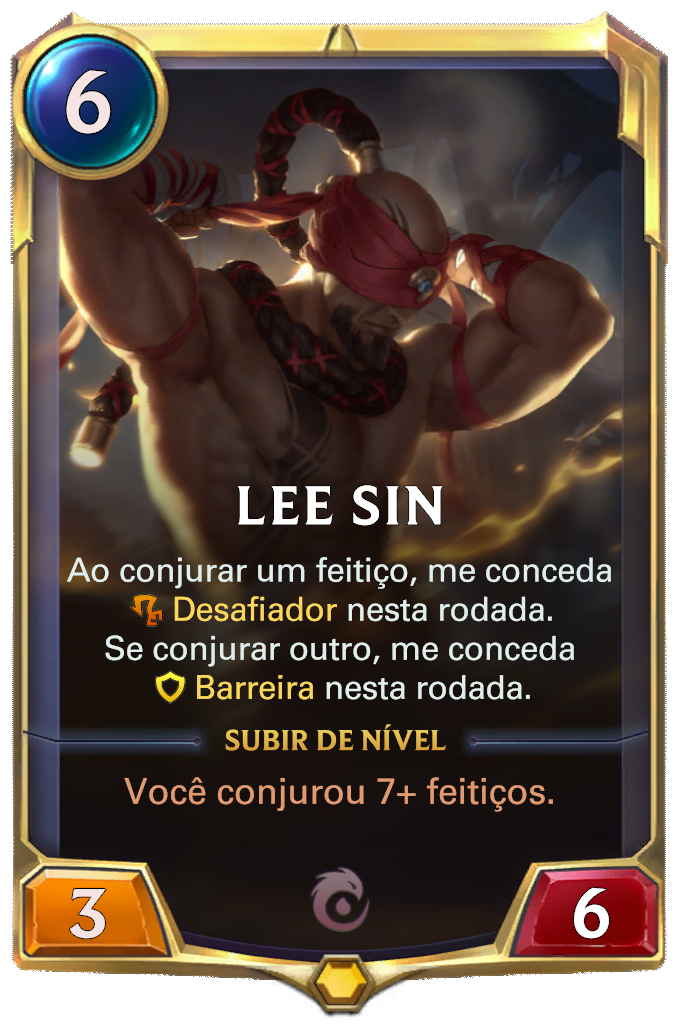 6
LEE SIN
Ao conjurar um feitiço, me conceda
Desafiador nesta rodada.
Se conjurar outro, me conceda
Barreira nesta rodada.
SUBIR DE NÍVEL
Você conjurou 7+ feitiços.
3
6